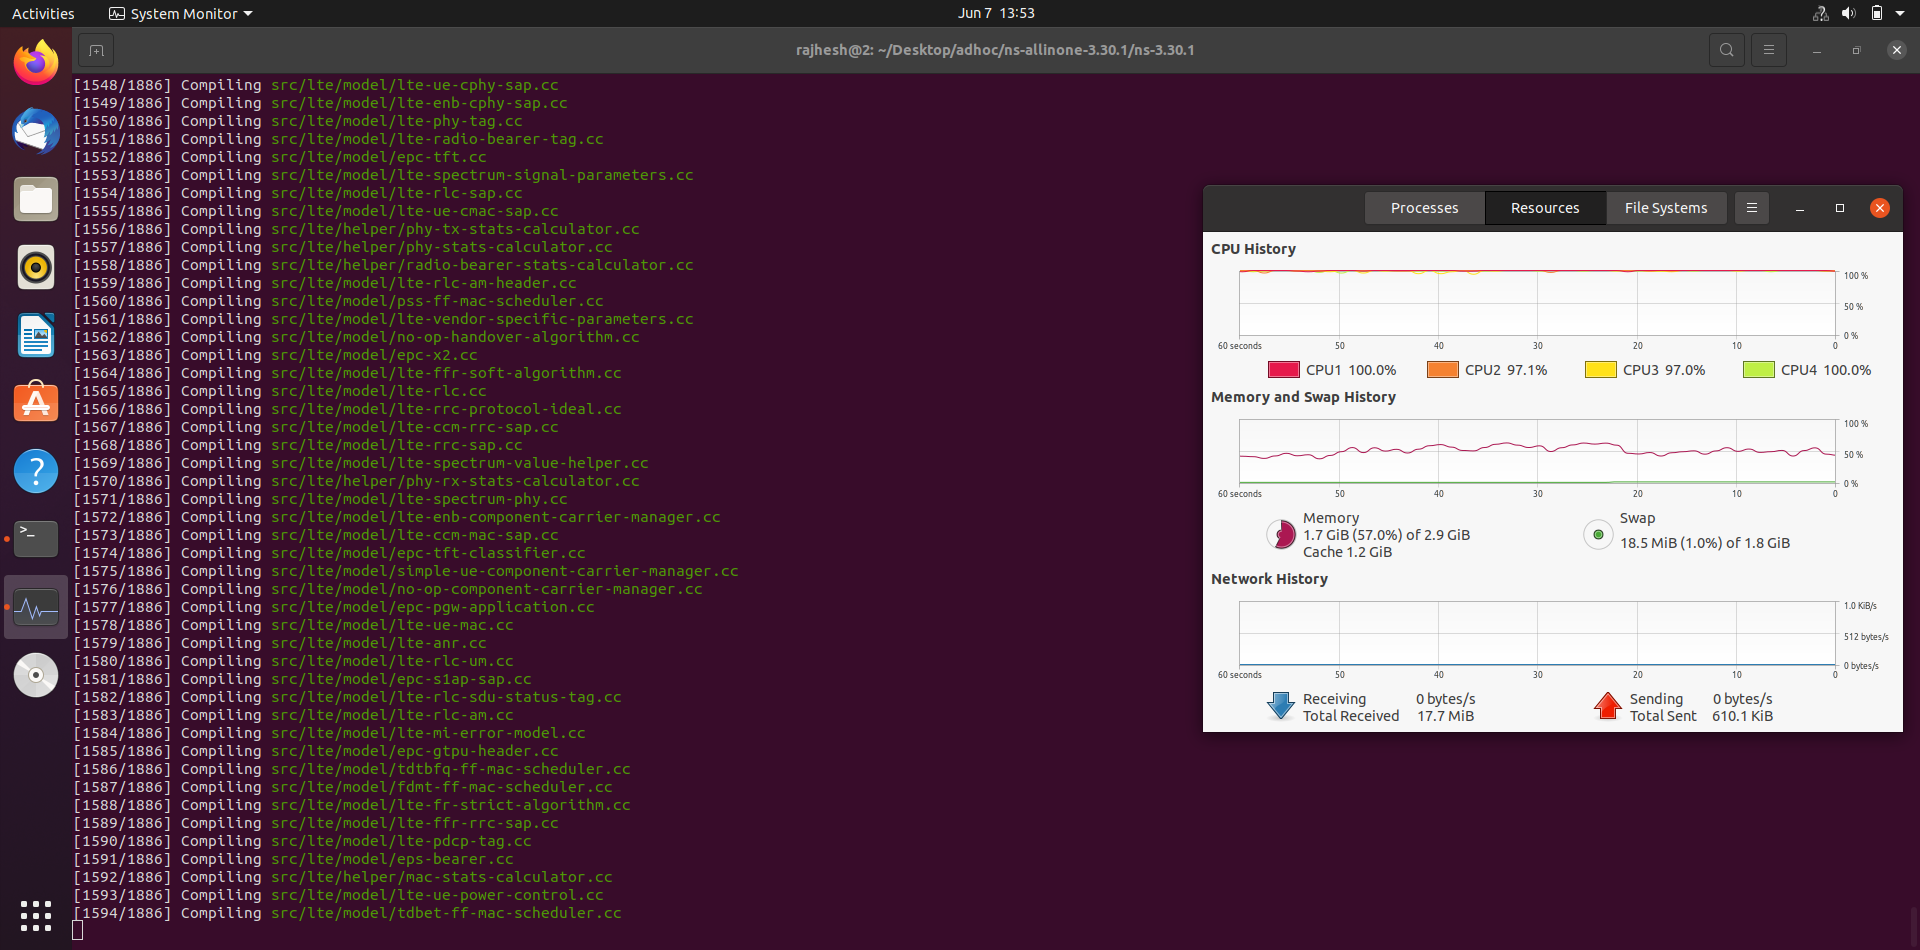 Activities
System Monitor
Jun 7 13:53
rajhesh@2: ~/Desktop/adhoc/ns-allinone-3.30.1/ns-3.30.1
[1548/1886] Compiling src/lte/model/lte-ue-cphy-sap.cc
[1549/1886] Compiling src/lte/model/lte-enb-cphy-sap.cc
[1550/1886] Compiling src/lte/model/lte-phy-tag.cc
[1551/1886] Compiling src/lte/model/lte-radio-bearer-tag.cc
[1552/1886] Compiling src/lte/model/epc-tft.cc
[1553/1886] Compiling src/lte/model/lte-spectrum-signal-parameters.cc
[1554/1886] Compiling src/lte/model/lte-rlc-sap.cc
[1555/1886] Compiling src/lte/model/lte-ue-cmac-sap.cc
[1556/1886] Compiling src/lte/helper/phy-tx-stats-calculator.cc
[1557/1886] Compiling src/lte/helper/phy-stats-calculator.cc
[1558/1886] Compiling src/lte/helper/radio-bearer-stats-calculator.cc
[1559/1886] Compiling src/lte/model/lte-rlc-am-header.cc
[1560/1886] Compiling src/lte/model/pss-ff-mac-scheduler.cc
[1561/1886] Compiling src/lte/model/lte-vendor-specific-parameters.cc
[1562/1886] Compiling src/lte/model/no-op-handover-algorithm.cc
[1563/1886] Compiling src/lte/model/epc-x2.cc
[1564/1886] Compiling src/lte/model/lte-ffr-soft-algorithm.cc
[1565/1886] Compiling src/lte/model/lte-rlc.cc
[1566/1886] Compiling src/lte/model/lte-rrc-protocol-ideal.cc
[1567/1886] Compiling src/lte/model/lte-ccm-rrc-sap.cc
[1568/1886] Compiling src/lte/model/lte-rrc-sap.cc
[1569/1886] Compiling src/lte/model/lte-spectrum-value-helper.cc
[1570/1886] Compiling src/lte/helper/phy-rx-stats-calculator.cc
[1571/1886] Compiling src/lte/model/lte-spectrum-phy.cc
[1572/1886] Compiling src/lte/model/lte-enb-component-carrier-manager.cc
[1573/1886] Compiling src/lte/model/lte-ccm-mac-sap.cc
[1574/1886] Compiling src/lte/model/epc-tft-classifier.cc
[1575/1886] Compiling src/lte/model/simple-ue-component-carrier-manager.cc
[1576/1886] Compiling src/lte/model/no-op-component-carrier-manager.cc
[1577/1886] Compiling src/lte/model/epc-pgw-application.cc
[1578/1886] Compiling src/lte/model/lte-ue-mac.cc
[1579/1886] Compiling src/lte/model/lte-anr.cc
[1580/1886] Compiling src/lte/model/lte-rlc-um.cc
[1581/1886] Compiling src/lte/model/epc-s1ap-sap.cc
[1582/1886] Compiling src/lte/model/lte-rlc-sdu-status-tag.cc
[1583/1886] Compiling src/lte/model/lte-rlc-am.cc
[1584/1886] Compiling src/lte/model/lte-mi-error-model.cc
[1585/1886] Compiling src/lte/model/epc-gtpu-header.cc
[1586/1886] Compiling src/lte/model/tdtbfq-ff-mac-scheduler.cc
[1587/1886] Compiling src/lte/model/fdmt-ff-mac-scheduler.cc
[1588/1886] Compiling src/lte/model/lte-fr-strict-algorithm.cc
[1589/1886] Compiling src/lte/model/lte-ffr-rrc-sap.cc
[1590/1886] Compiling src/lte/model/lte-pdcp-tag.cc
[1591/1886] Compiling src/lte/model/eps-bearer.cc
[1592/1886] Compiling src/lte/helper/mac-stats-calculator.cc
[1593/1886] Compiling src/lte/model/lte-ue-power-control.cc
[1594/1886] Compiling src/lte/model/tdbet-ff-mac-scheduler.cc
Processes Resources File Systems
CPU History
100 %
50 %
0 %
60 seconds 50 40 30 20 10 0
CPU1 100.0% CPU2 97.1% CPU3 97.0% CPU4 100.0%
Memory and Swap History
100 %
50 %
0 %
60 seconds 50 40 30 20 10 0
Memory
1.7 GiB (57.0%) of 2.9 GiB
Cache 1.2 GiB
Swap
18.5 MiB (1.0%) of 1.8 GiB
Network History
1.0 KiB/s
512 bytes/s
0 bytes/s
60 seconds 50 40 30 20 10 0
Receiving 0 bytes/s
Total Received 17.7 MiB
Sending 0 bytes/s
Total Sent 610.1 KiB